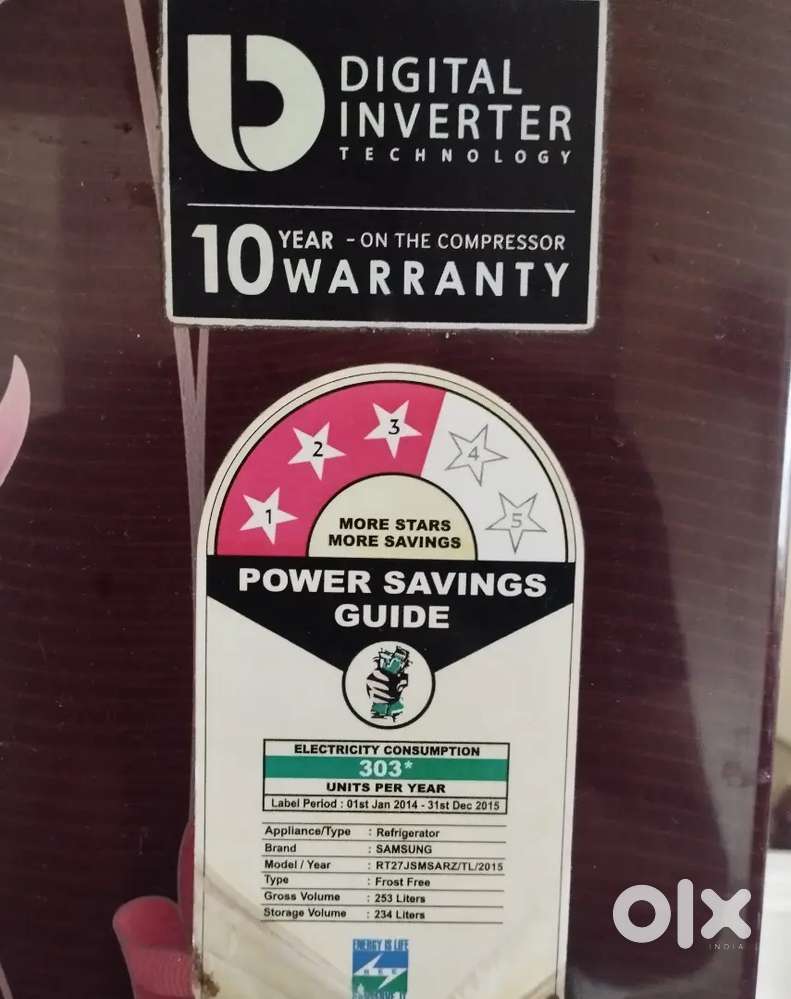 DIGITAL
INVERTER
TECHNOLOGY
10 YEAR - ON THE COMPRESSOR
WARRANTY
1 2 3 4 5
MORE STARS
MORE SAVINGS
POWER SAVINGS
GUIDE
ELECTRICITY CONSUMPTION
303*
UNITS PER YEAR
Label Period : 01st Jan 2014 - 31st Dec 2015
Appliance/Type : Refrigerator
Brand : SAMSUNG
Model / Year : RT27JSMSARZ/TL/2015
Type : Frost Free
Gross Volume : 253 Liters
Storage Volume : 234 Liters
ENERGY IS LIFE
olx
INDIA